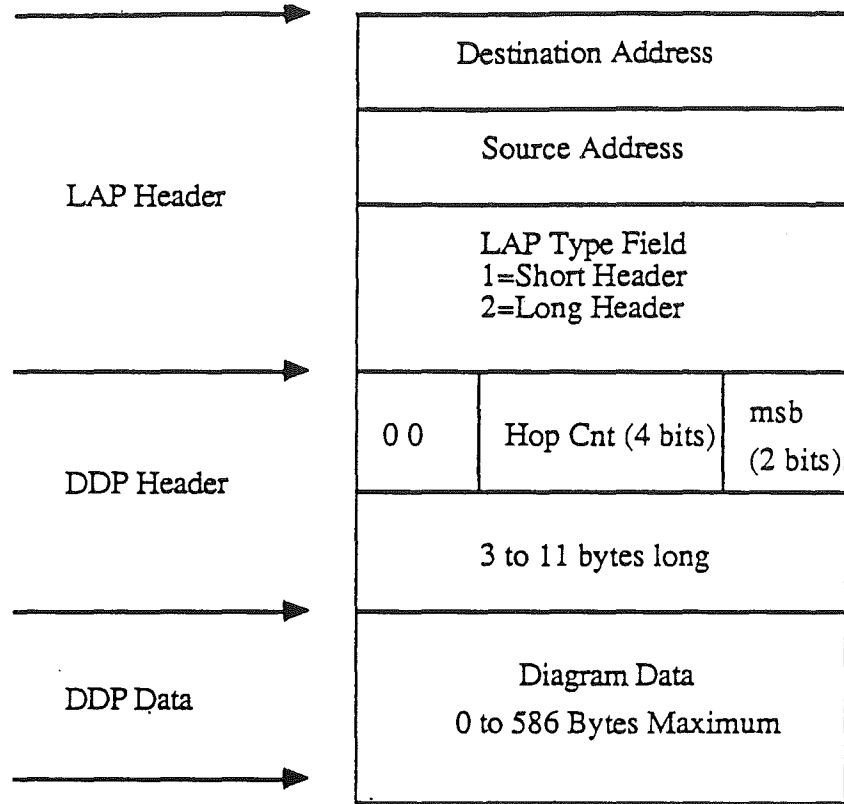 Destination Address
Source Address
LAP Header
LAP Type Field
1=Short Header
2=Long Header
0 0
Hop Cnt (4 bits)
msb
(2 bits)
DDP Header
3 to 11 bytes long
Diagram Data
DDP Data
0 to 586 Bytes Maximum